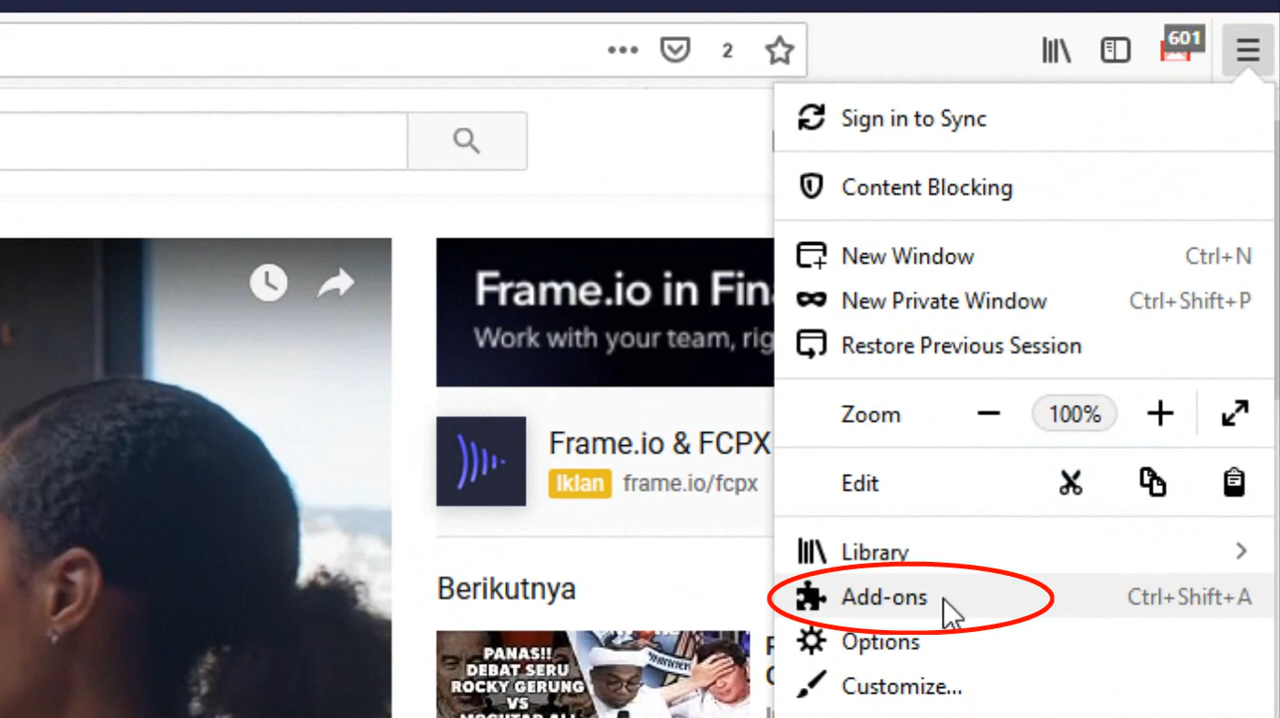 2
601
Sign in to Sync
Content Blocking
New Window Ctrl+N
New Private Window Ctrl+Shift+P
Restore Previous Session
Zoom 100%
Edit
Library
Add-ons Ctrl+Shift+A
Options
Customize...
Frame.io in Fin
Work with your team, rig
Frame.io & FCPX
Iklan frame.io/fcpx
Berikutnya
PANAS!!
DEBAT SERU
ROCKY GERUNG
VS